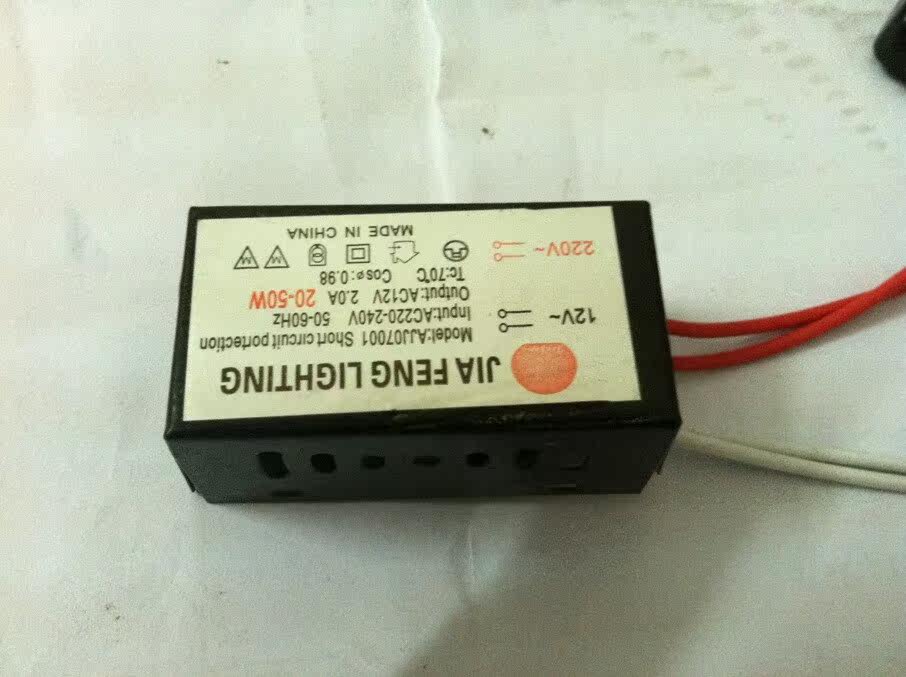 JIA FENG LIGHTING
Model:AJJ07001 Short circuit portection
Input:AC220-240V 50-60Hz
Output:AC12V 2.0A 20-50W
Tc:70℃ Cosø:0.98
MADE IN CHINA
12V~
220V~